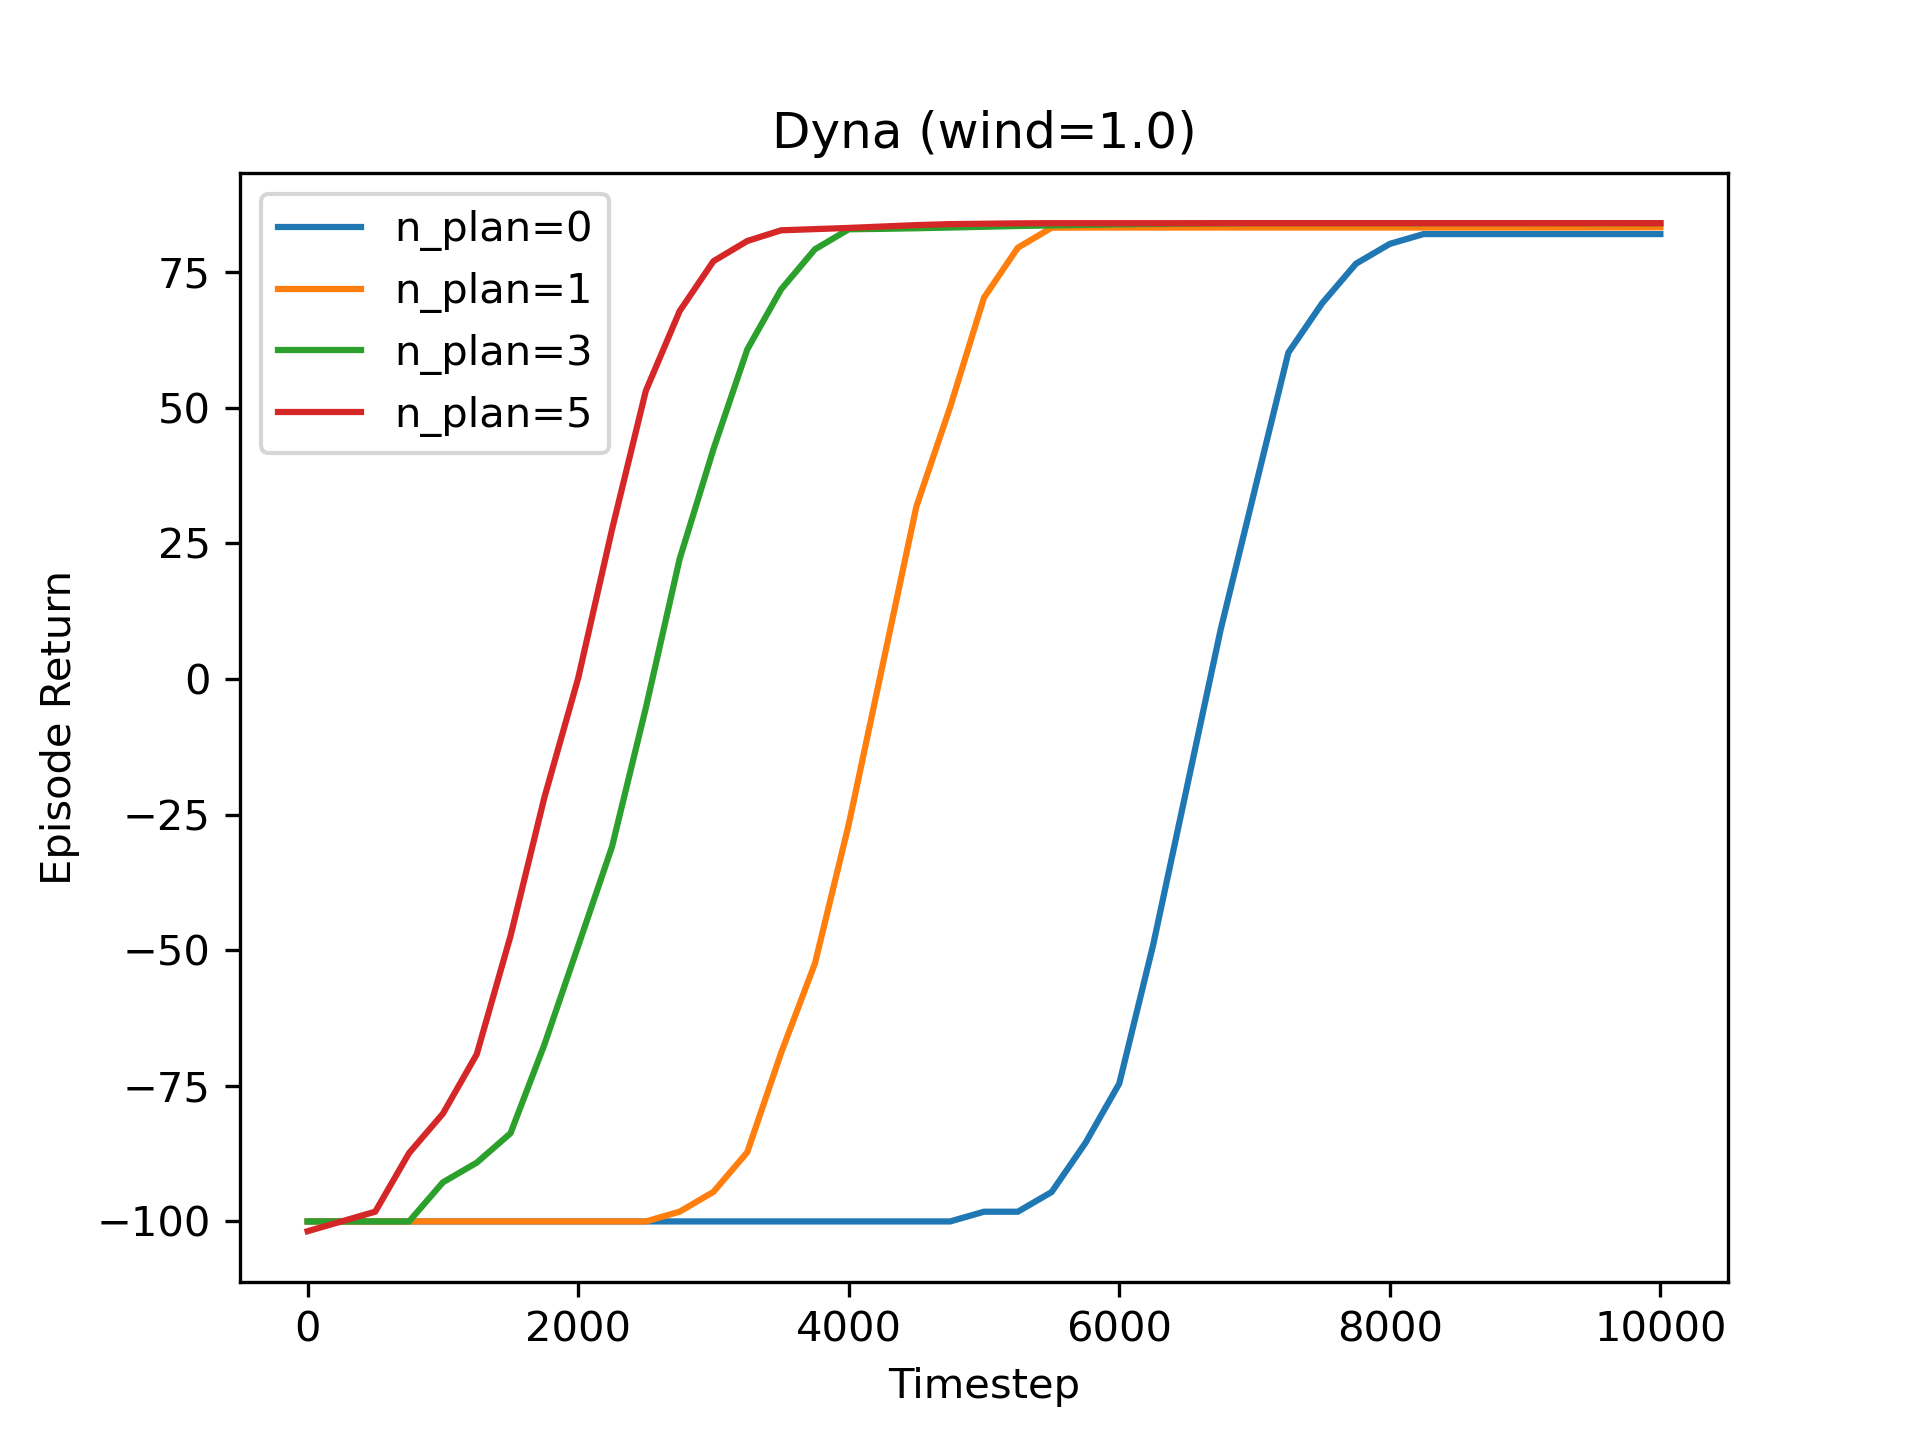 Dyna (wind=1.0)
n_plan=0
n_plan=1
n_plan=3
n_plan=5
75
50
25
0
−25
−50
−75
−100
Episode Return
0 2000 4000 6000 8000 10000
Timestep